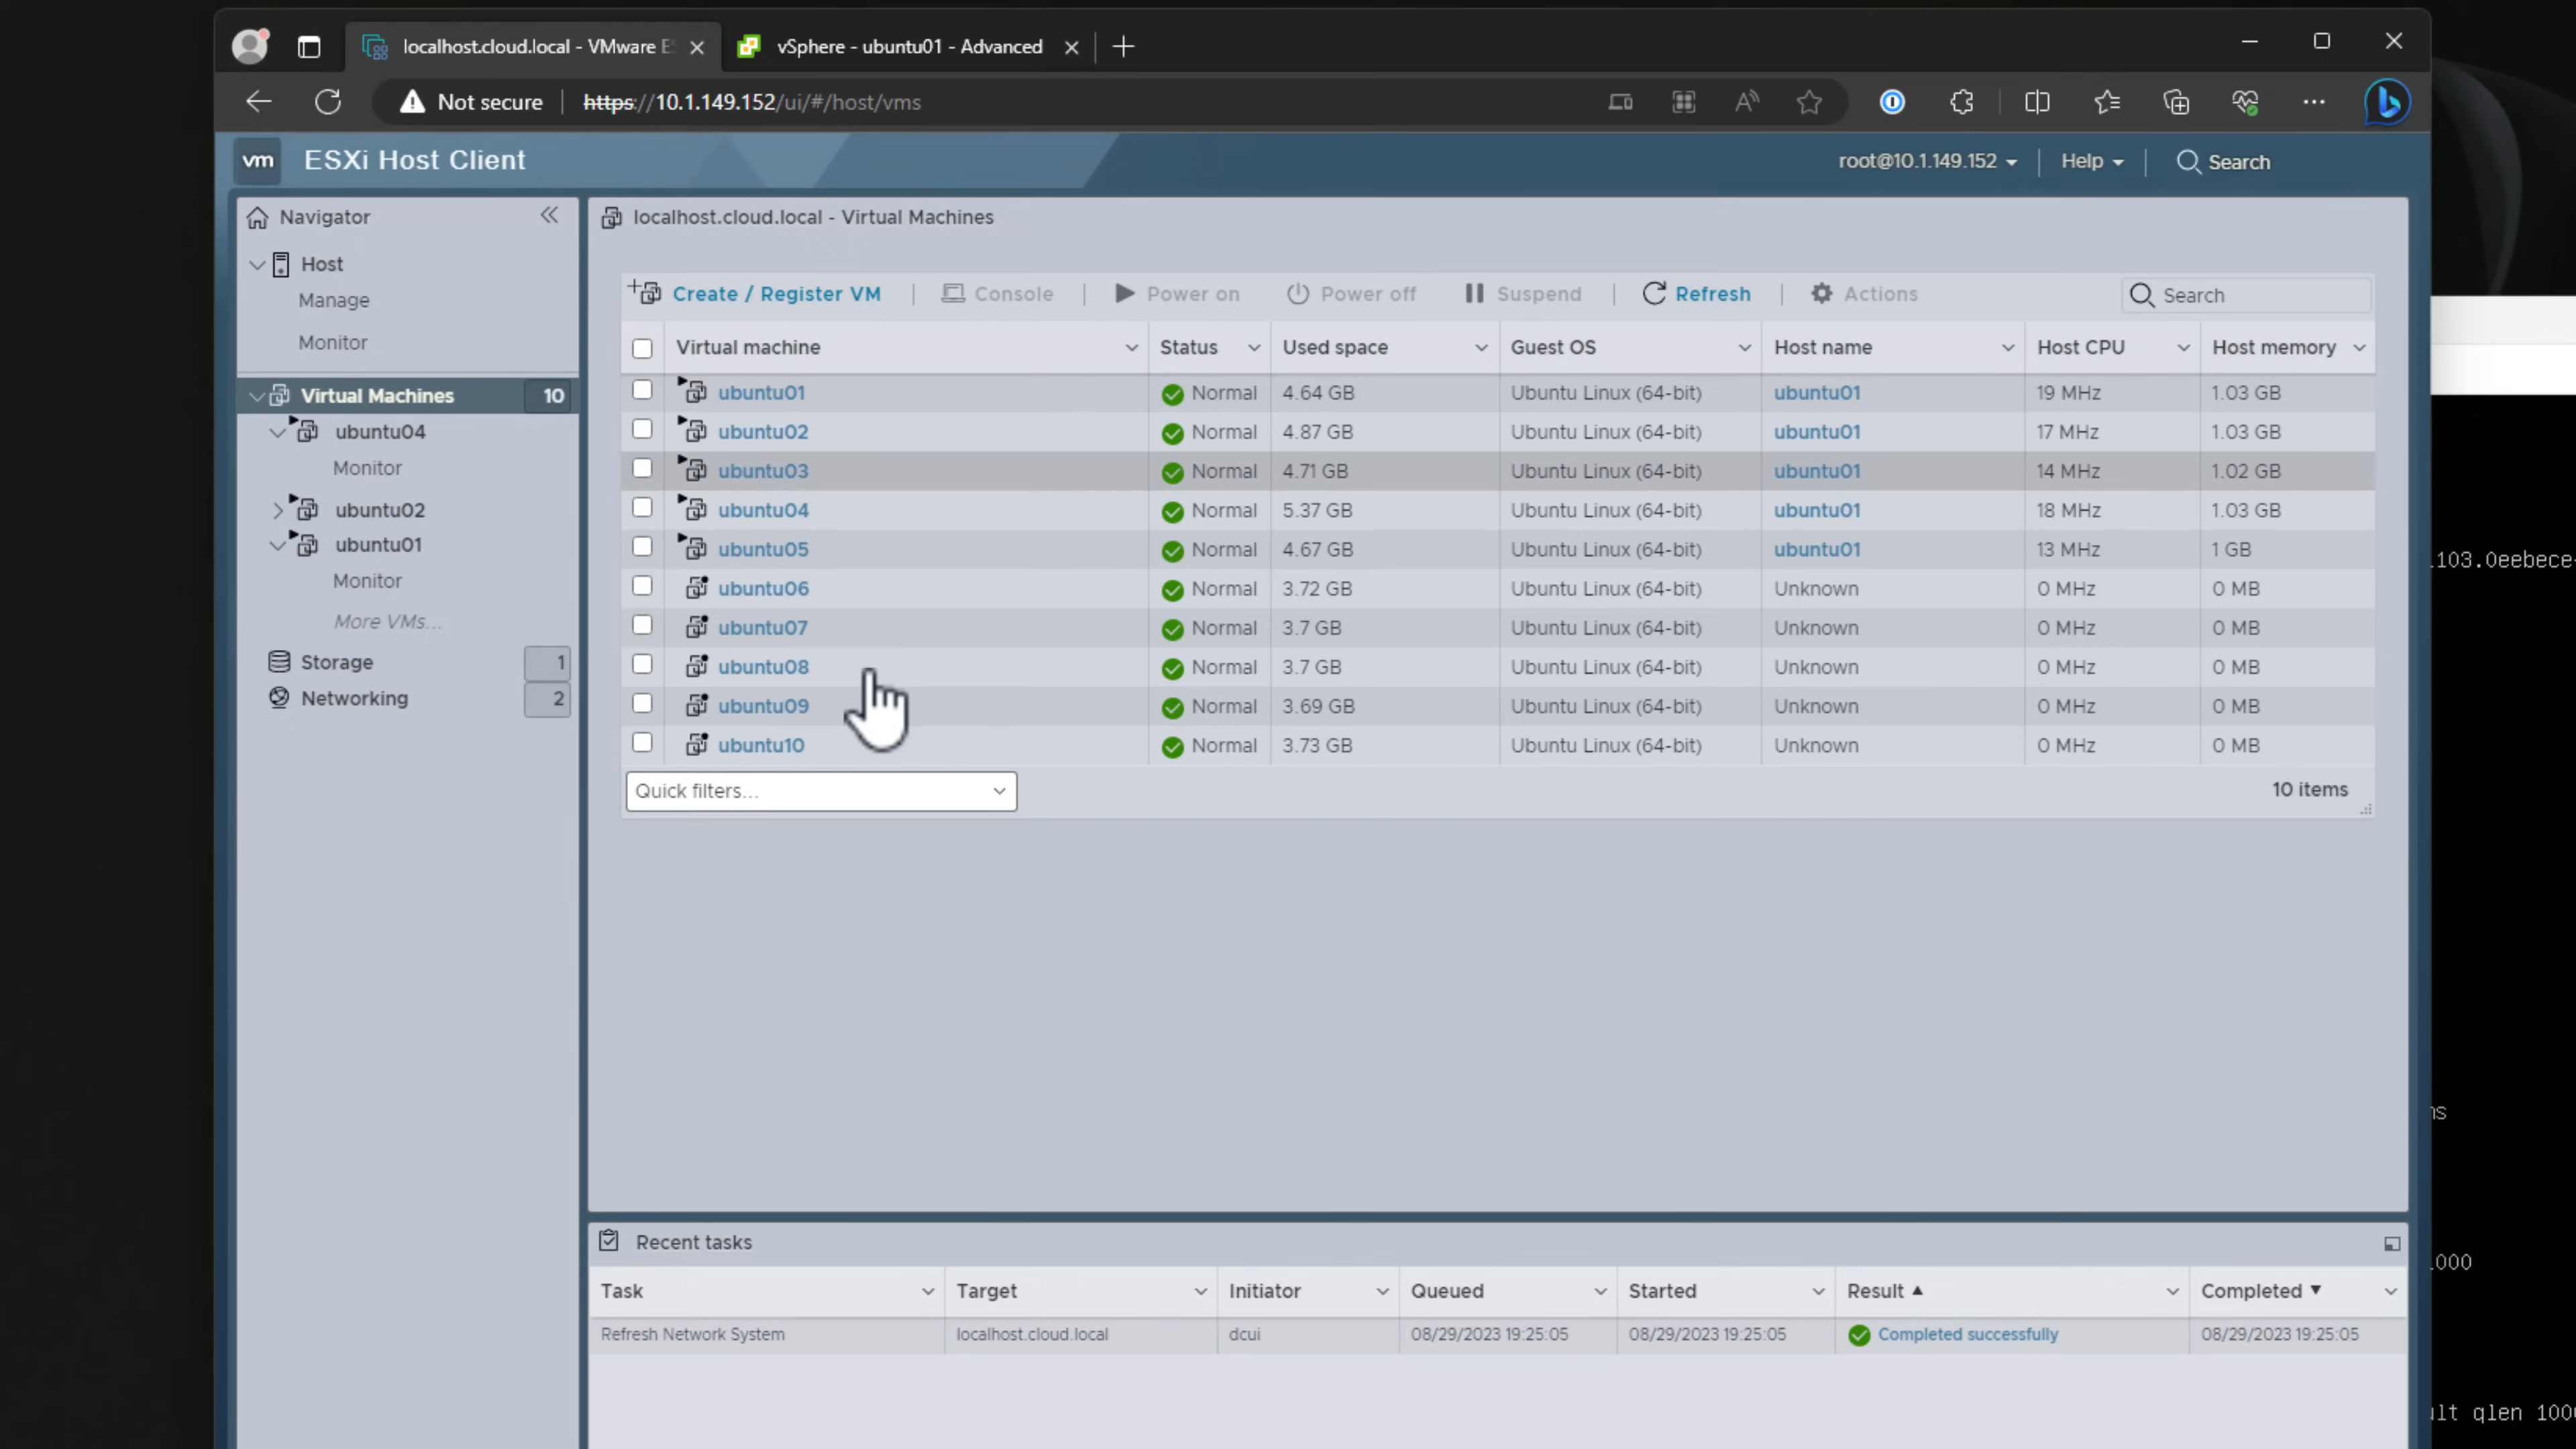 localhost.cloud.local - VMware ES
vSphere - ubuntu01 - Advanced
Not secure
https://10.1.149.152/ui/#/host/vms
vm
ESXi Host Client
root@10.1.149.152
Help
Search
Navigator
Host
Manage
Monitor
Virtual Machines 10
ubuntu04
Monitor
ubuntu02
ubuntu01
Monitor
More VMs...
Storage 1
Networking 2
localhost.cloud.local - Virtual Machines
Create / Register VM | Console | Power on Power off Suspend | Refresh | Actions
Search
Virtual machine Status Used space Guest OS Host name Host CPU Host memory
ubuntu01 Normal 4.64 GB Ubuntu Linux (64-bit) ubuntu01 19 MHz 1.03 GB
ubuntu02 Normal 4.87 GB Ubuntu Linux (64-bit) ubuntu01 17 MHz 1.03 GB
ubuntu03 Normal 4.71 GB Ubuntu Linux (64-bit) ubuntu01 14 MHz 1.02 GB
ubuntu04 Normal 5.37 GB Ubuntu Linux (64-bit) ubuntu01 18 MHz 1.03 GB
ubuntu05 Normal 4.67 GB Ubuntu Linux (64-bit) ubuntu01 13 MHz 1 GB
ubuntu06 Normal 3.72 GB Ubuntu Linux (64-bit) Unknown 0 MHz 0 MB
ubuntu07 Normal 3.7 GB Ubuntu Linux (64-bit) Unknown 0 MHz 0 MB
ubuntu08 Normal 3.7 GB Ubuntu Linux (64-bit) Unknown 0 MHz 0 MB
ubuntu09 Normal 3.69 GB Ubuntu Linux (64-bit) Unknown 0 MHz 0 MB
ubuntu10 Normal 3.73 GB Ubuntu Linux (64-bit) Unknown 0 MHz 0 MB
Quick filters...
10 items
Recent tasks
Task Target Initiator Queued Started Result Completed
Refresh Network System localhost.cloud.local dcui 08/29/2023 19:25:05 08/29/2023 19:25:05 Completed successfully 08/29/2023 19:25:05
.103.0eebece-
ns
.000
ult qlen 100